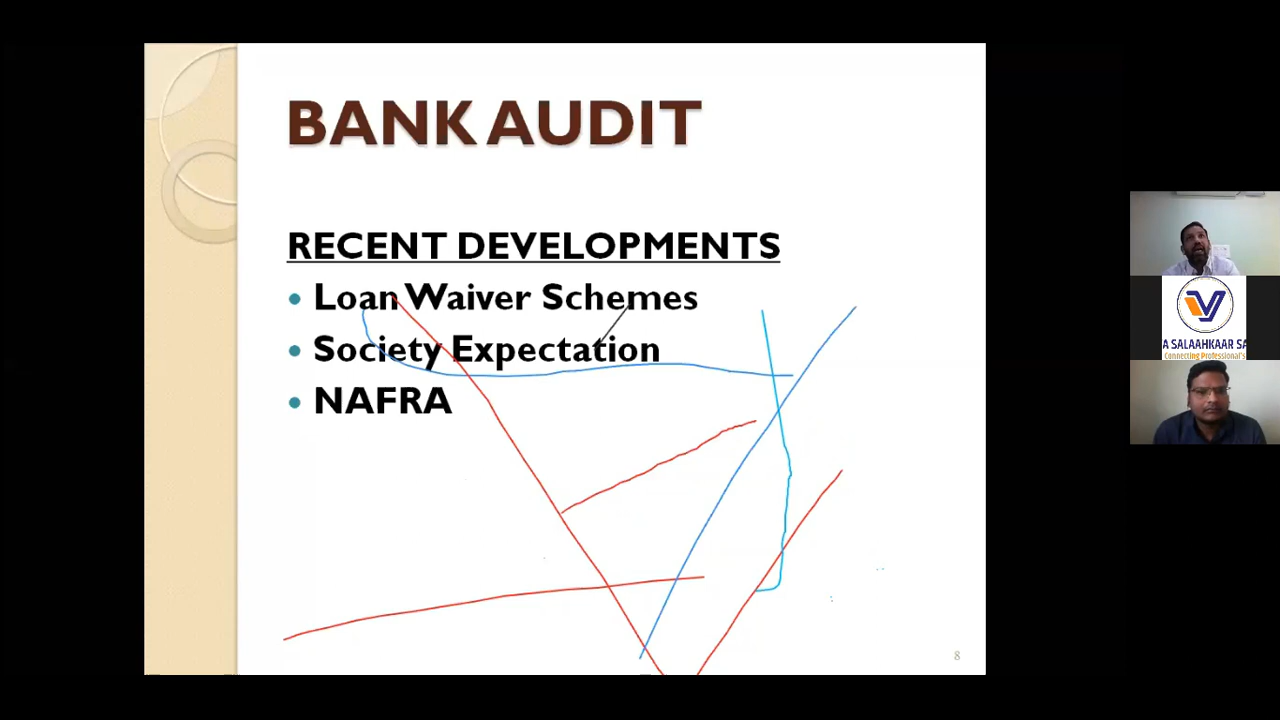 BANK AUDIT
RECENT DEVELOPMENTS
• Loan Waiver Schemes
• Society Expectation
• NAFRA
8
A SALAAHKAAR SA
Connecting Professional's